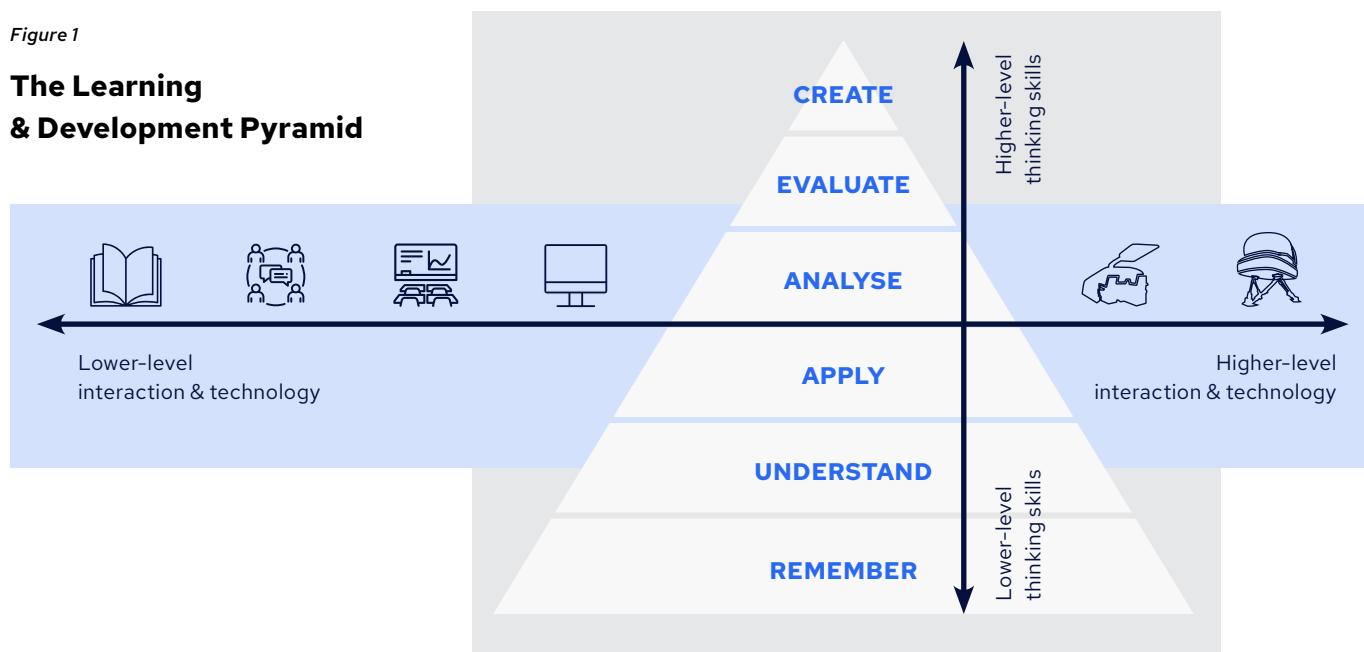 Figure 1
The Learning
& Development Pyramid
CREATE
EVALUATE
ANALYSE
APPLY
UNDERSTAND
REMEMBER
Higher-level
thinking skills
Lower-level
interaction & technology
Higher-level
interaction & technology
Lower-level
thinking skills